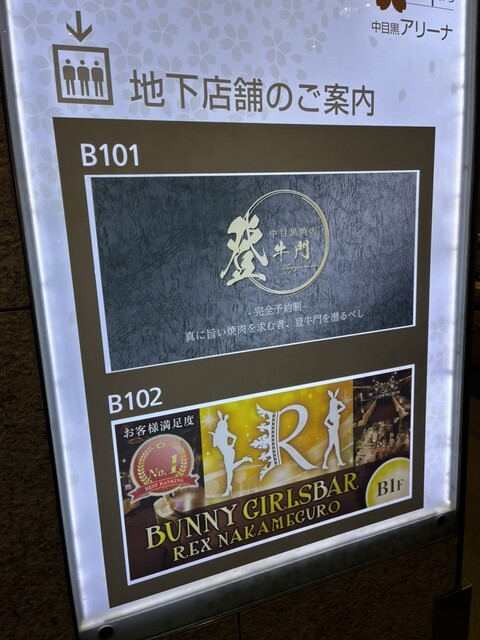 中目黒アリーナ
地下店舗のご案内
B101
中目黒焼肉
登牛門
- 完全予約制 -
真に旨い焼肉を求む者、登牛門を潜るべし
B102
お客様満足度
No.1
BEST RANKING
R
BUNNY GIRLSBAR
REX NAKAMEGURO
B1F